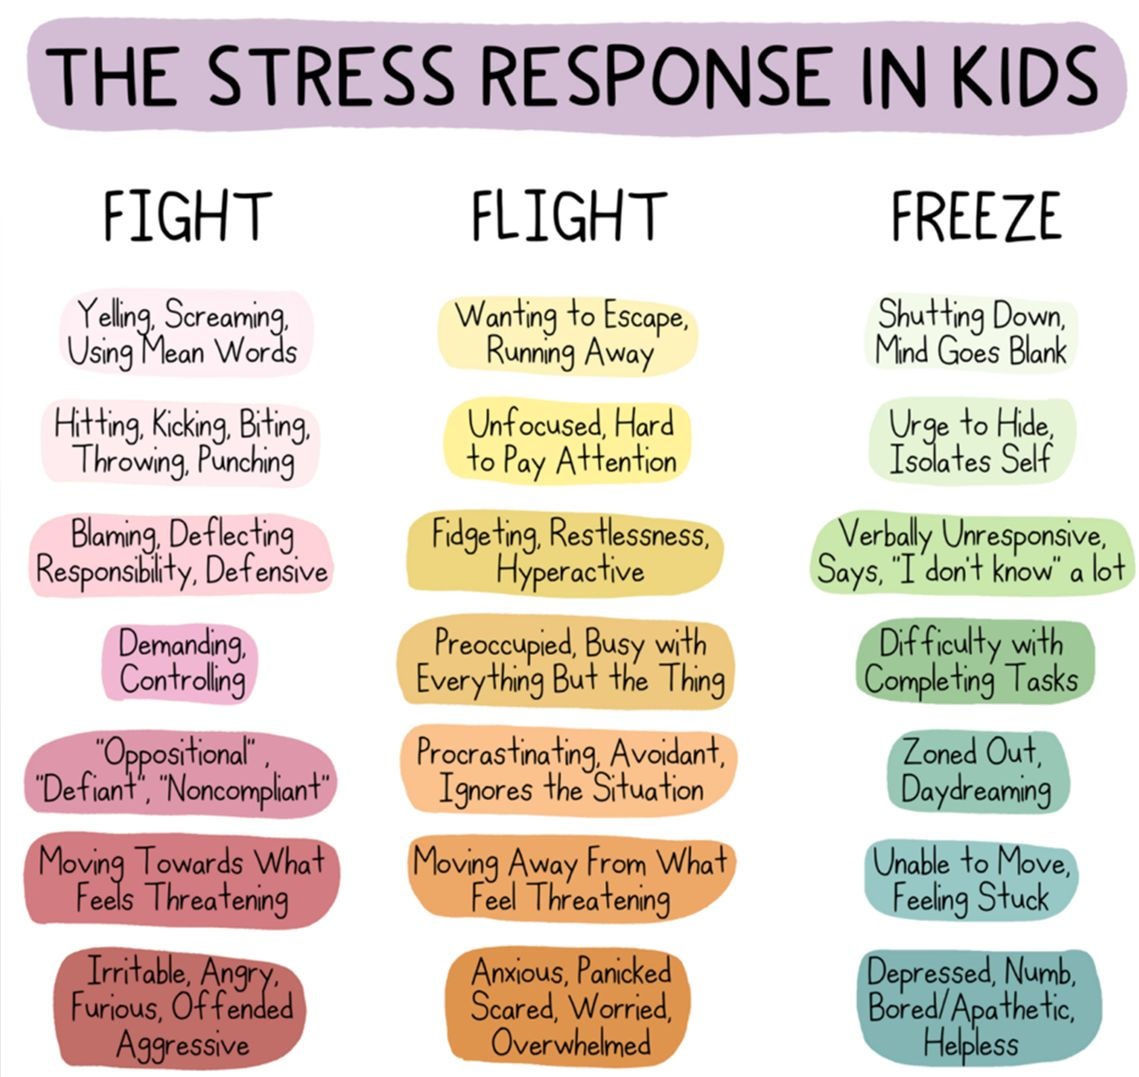 THE STRESS RESPONSE IN KIDS
FIGHT
Yelling, Screaming,
Using Mean Words
Hitting, Kicking, Biting,
Throwing, Punching
Blaming, Deflecting
Responsibility, Defensive
Demanding,
Controlling
"Oppositional",
"Defiant", "Noncompliant"
Moving Towards What
Feels Threatening
Irritable, Angry,
Furious, Offended
Aggressive
FLIGHT
Wanting to Escape,
Running Away
Unfocused, Hard
to Pay Attention
Fidgeting, Restlessness,
Hyperactive
Preoccupied, Busy with
Everything But the Thing
Procrastinating, Avoidant,
Ignores the Situation
Moving Away From What
Feel Threatening
Anxious, Panicked
Scared, Worried,
Overwhelmed
FREEZE
Shutting Down,
Mind Goes Blank
Urge to Hide,
Isolates Self
Verbally Unresponsive,
Says, "I don't know" a lot
Difficulty with
Completing Tasks
Zoned Out,
Daydreaming
Unable to Move,
Feeling Stuck
Depressed, Numb,
Bored/Apathetic,
Helpless